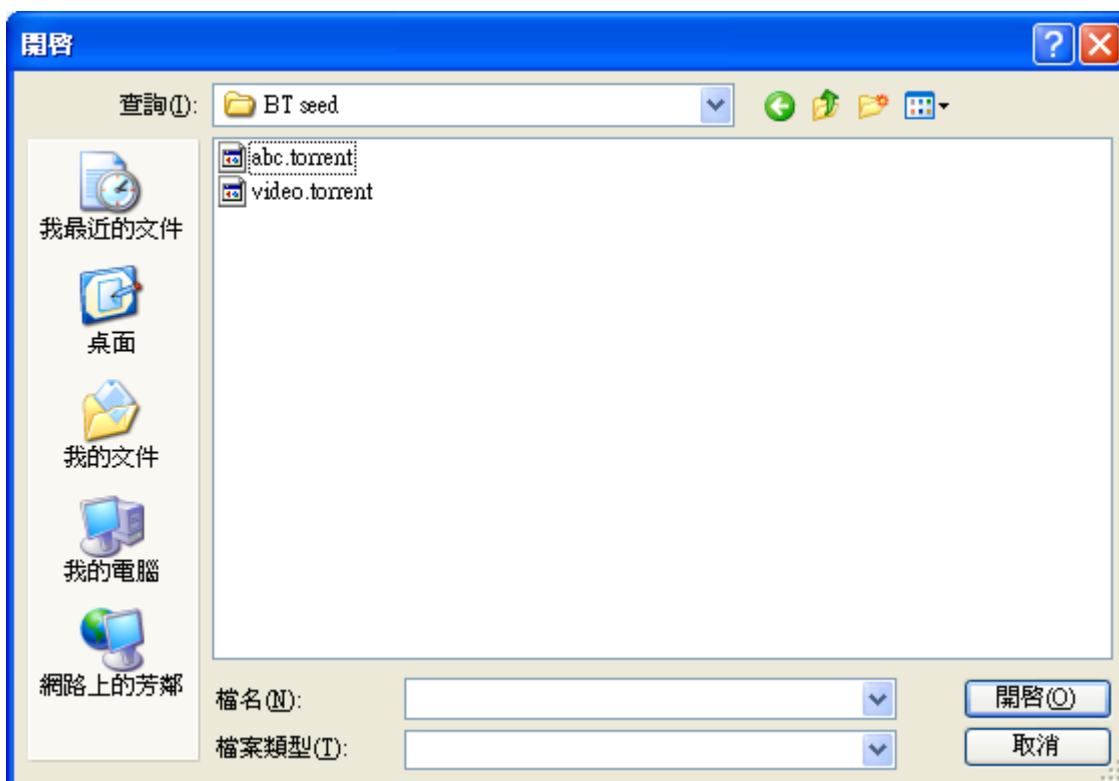 開啓
查詢(I):
BT seed
abc.torrent
video.torrent
我最近的文件
桌面
我的文件
我的電腦
網路上的芳鄰
檔名(N):
開啓(O)
檔案類型(T):
取消